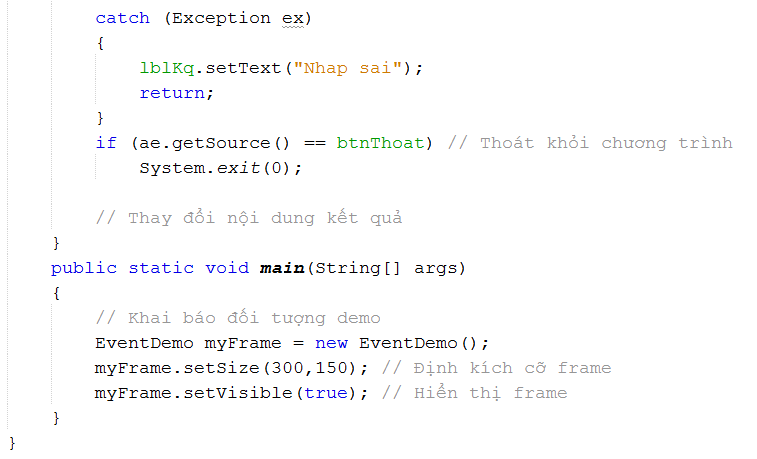 catch (Exception ex)
{
lblKq.setText("Nhap sai");
return;
}
if (ae.getSource() == btnThoat) // Thoát khỏi chương trình
System.exit(0);
// Thay đổi nội dung kết quả
}
public static void main(String[] args)
{
// Khai báo đối tượng demo
EventDemo myFrame = new EventDemo();
myFrame.setSize(300,150); // Định kích cỡ frame
myFrame.setVisible(true); // Hiển thị frame
}
}